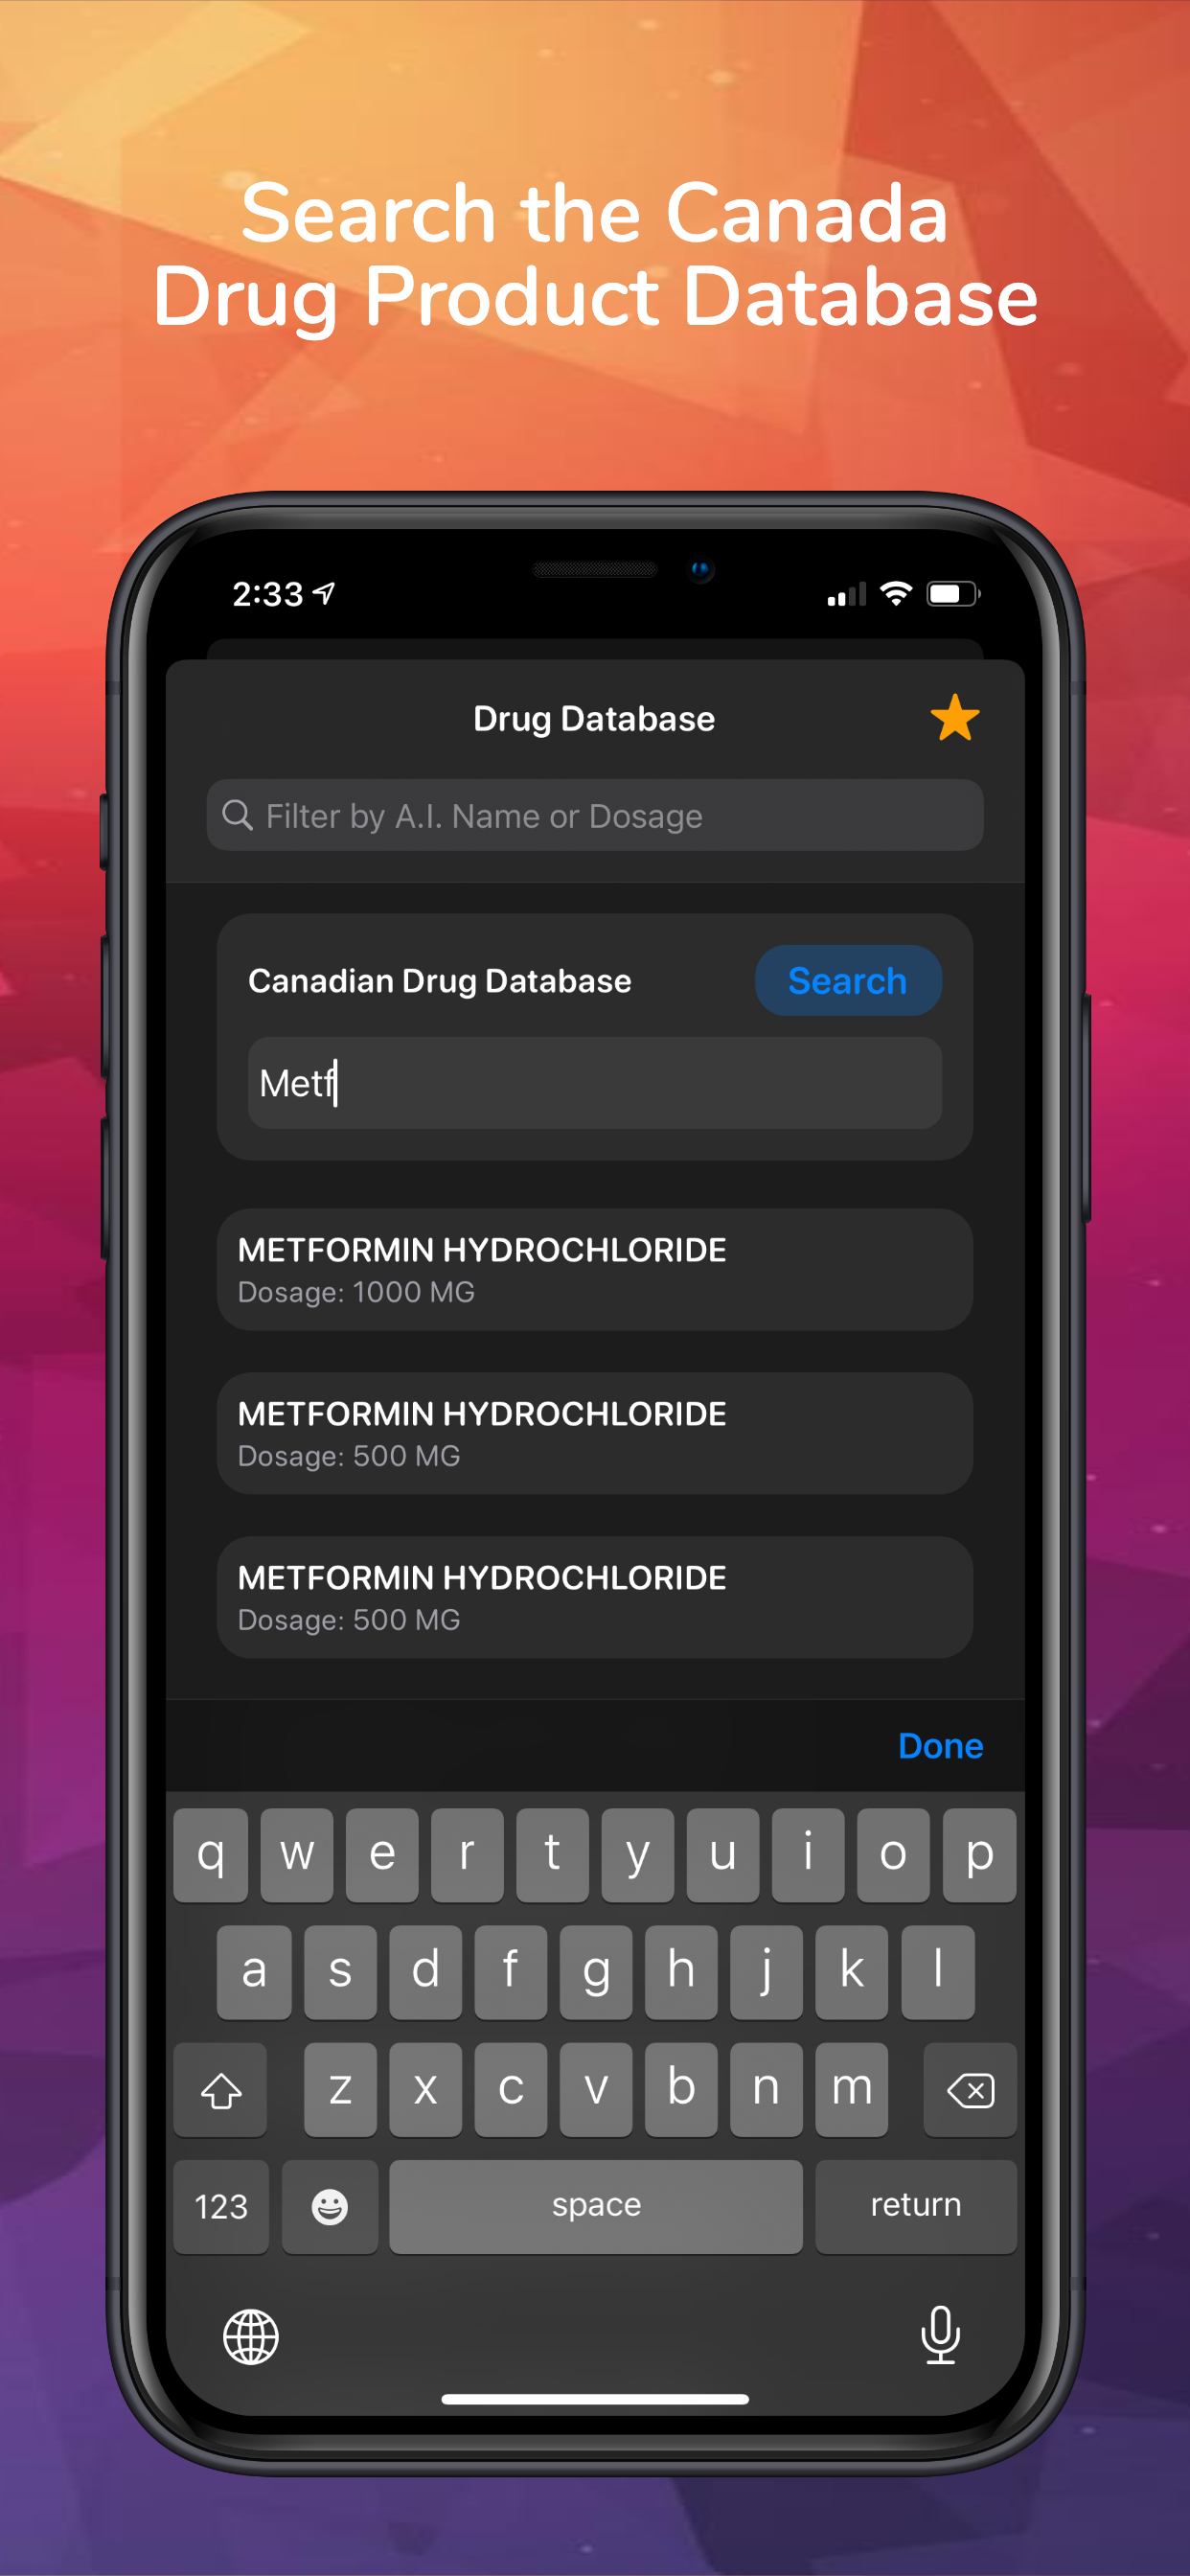 Search the Canada
Drug Product Database
2:33
Drug Database
Filter by A.I. Name or Dosage
Canadian Drug Database
Search
Metf
METFORMIN HYDROCHLORIDE
Dosage: 1000 MG
METFORMIN HYDROCHLORIDE
Dosage: 500 MG
METFORMIN HYDROCHLORIDE
Dosage: 500 MG
Done
q w e r t y u i o p
a s d f g h j k l
z x c v b n m
123 space return